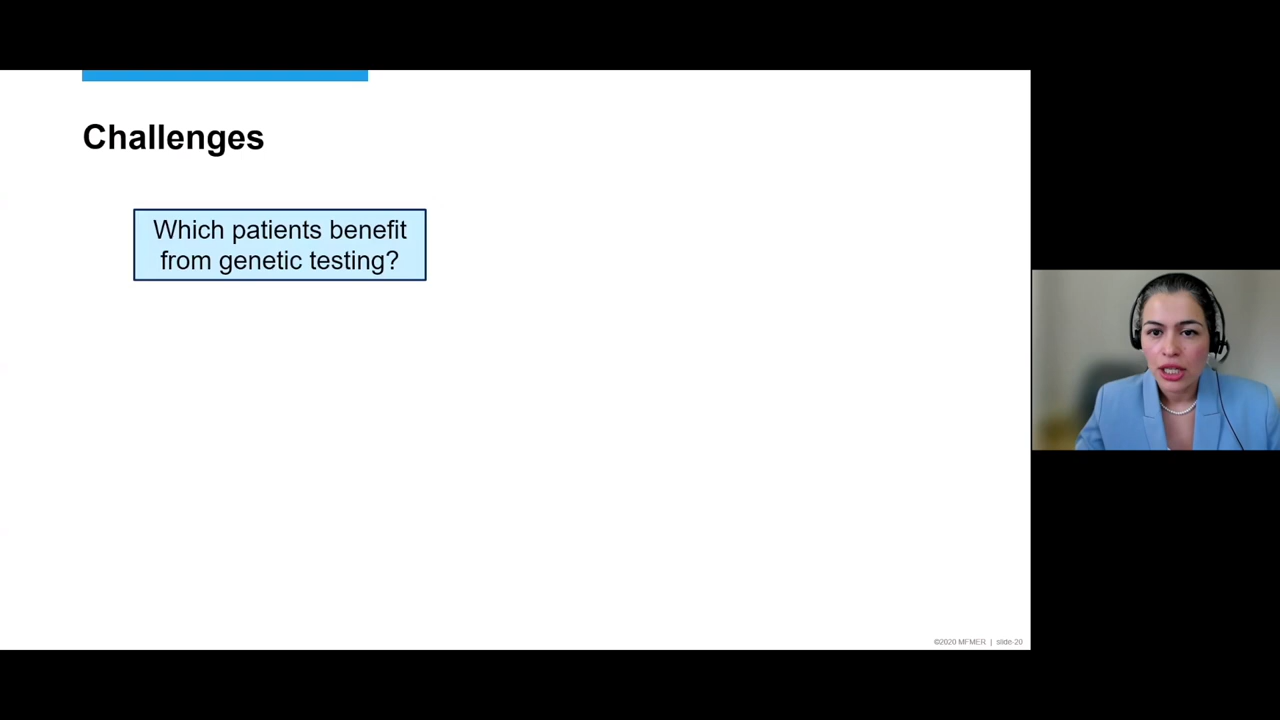 Challenges
Which patients benefit
from genetic testing?
©2020 MFMER | slide-20